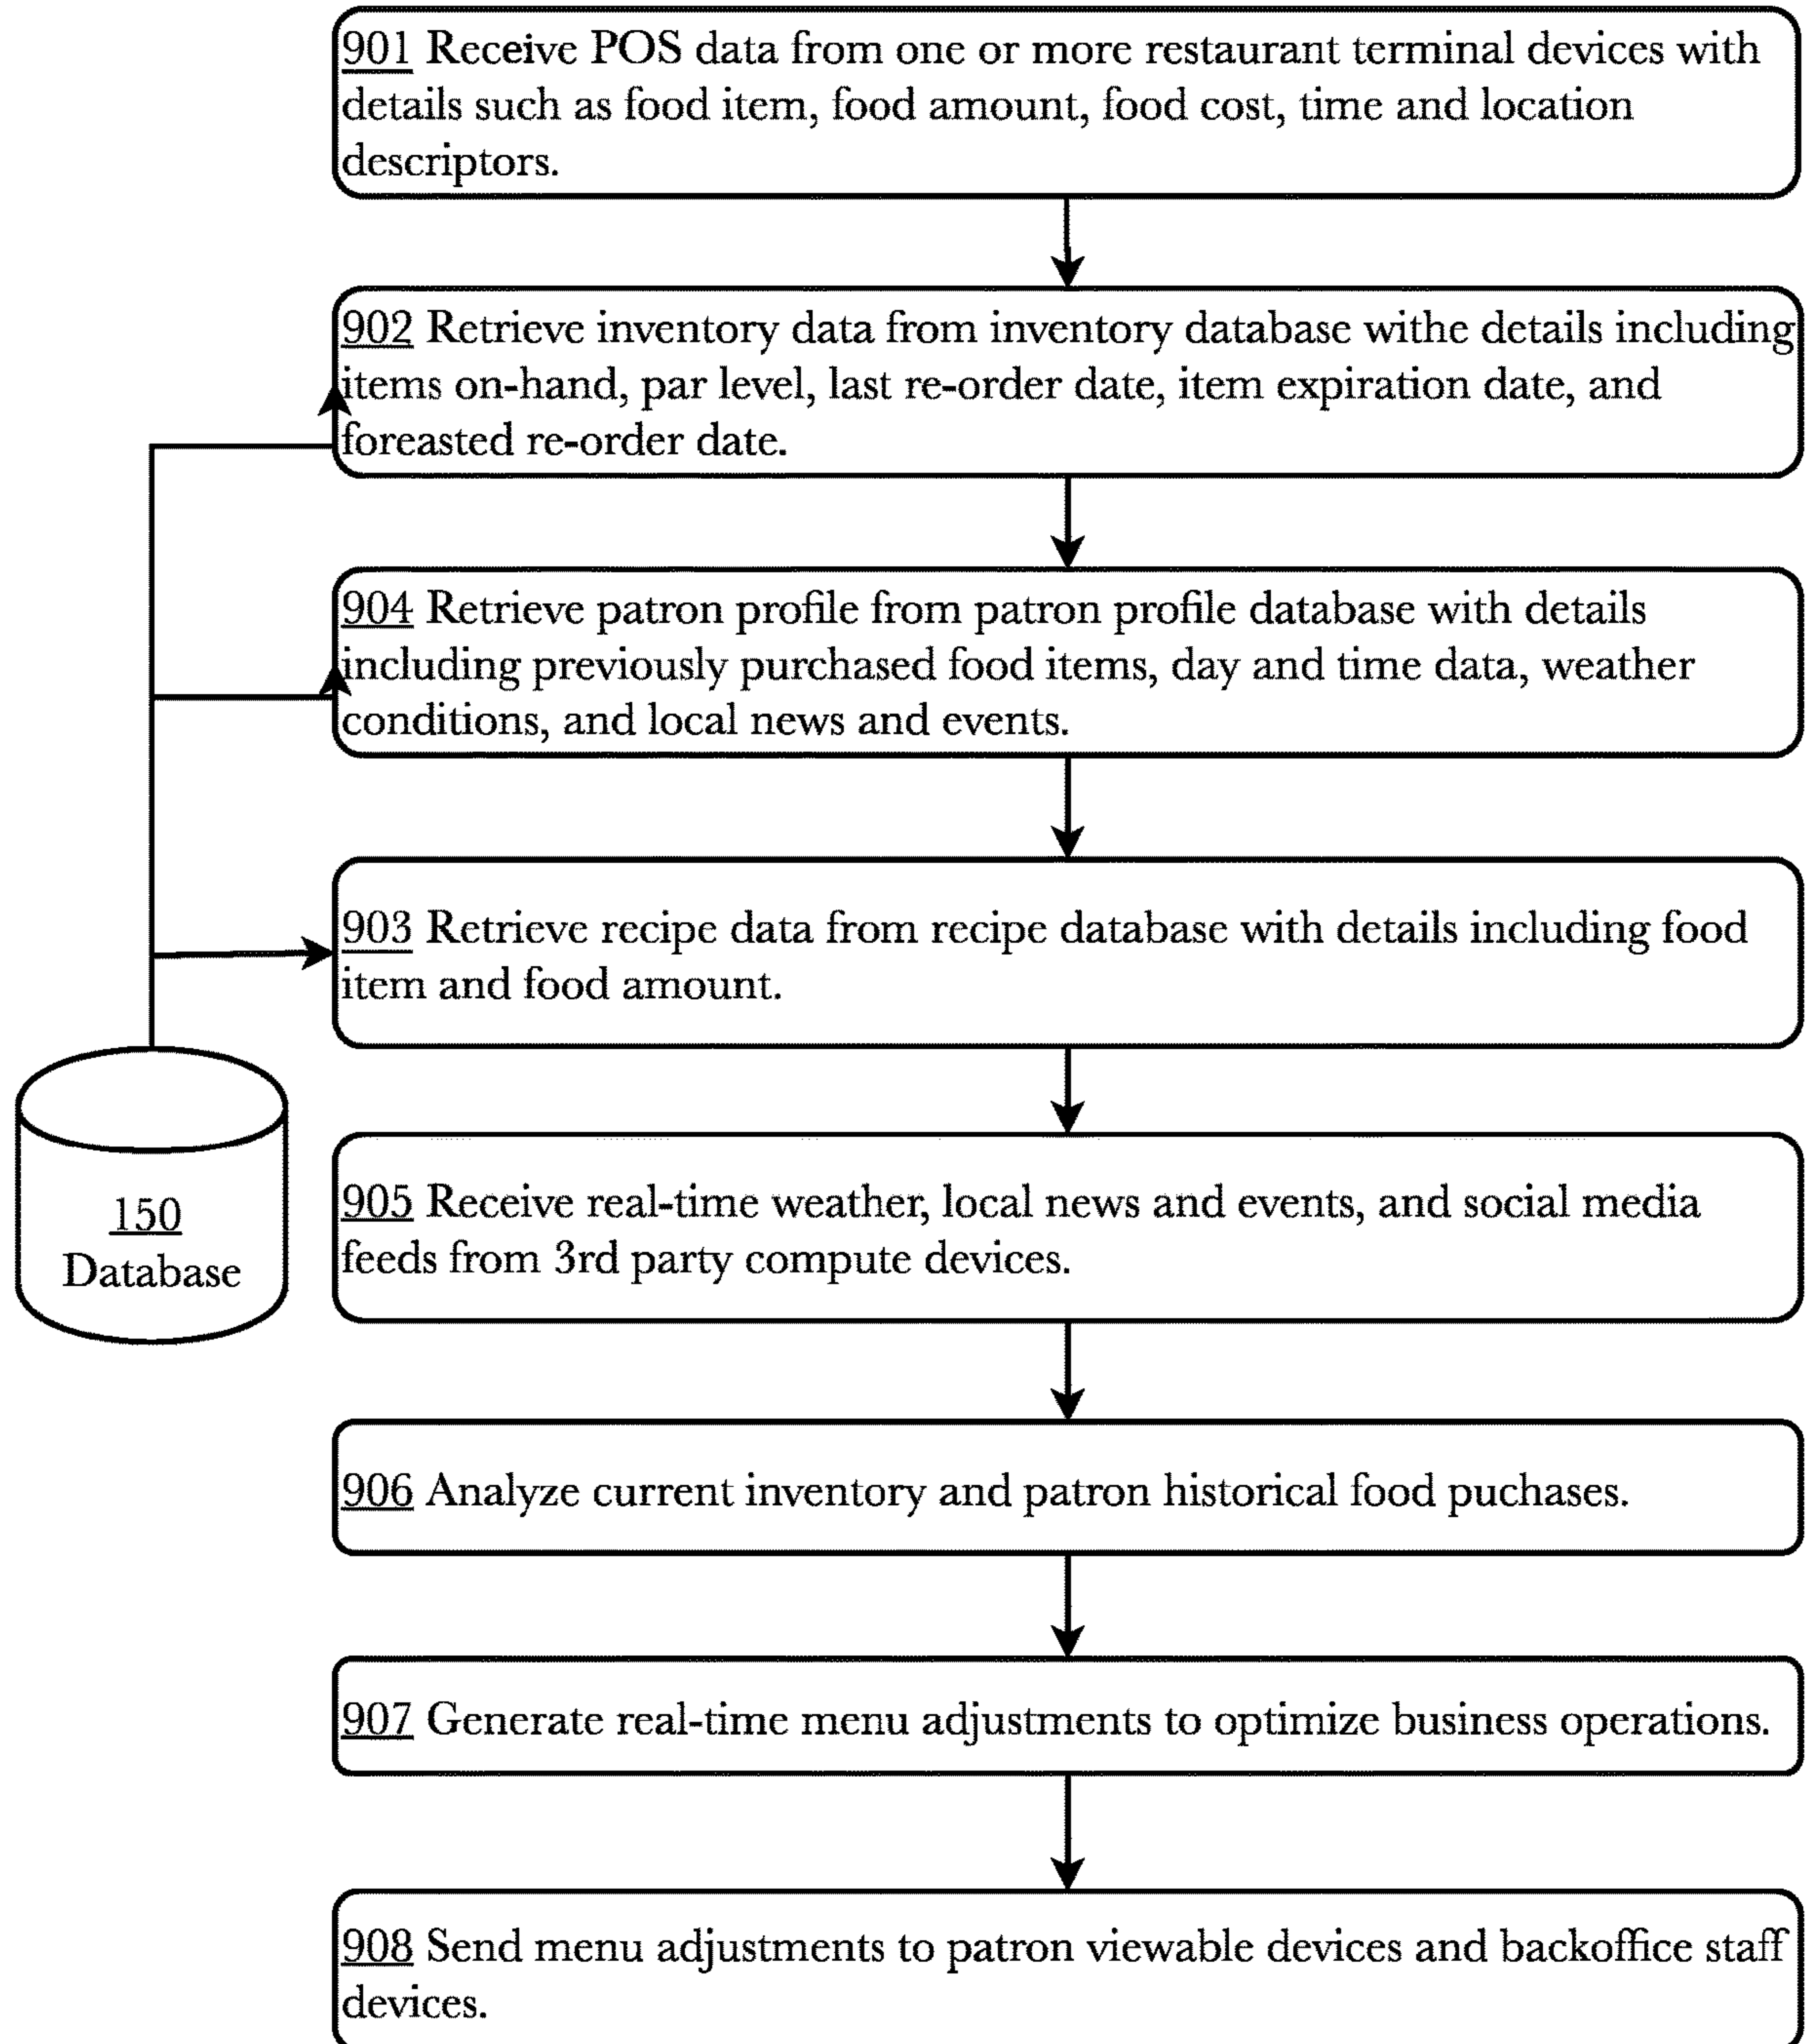 901 Receive POS data from one or more restaurant terminal devices with
details such as food item, food amount, food cost, time and location
descriptors.
902 Retrieve inventory data from inventory database withe details including
items on-hand, par level, last re-order date, item expiration date, and
foreasted re-order date.
904 Retrieve patron profile from patron profile database with details
including previously purchased food items, day and time data, weather
conditions, and local news and events.
903 Retrieve recipe data from recipe database with details including food
item and food amount.
150
Database
905 Receive real-time weather, local news and events, and social media
feeds from 3rd party compute devices.
906 Analyze current inventory and patron historical food puchases.
907 Generate real-time menu adjustments to optimize business operations.
908 Send menu adjustments to patron viewable devices and backoffice staff
devices.